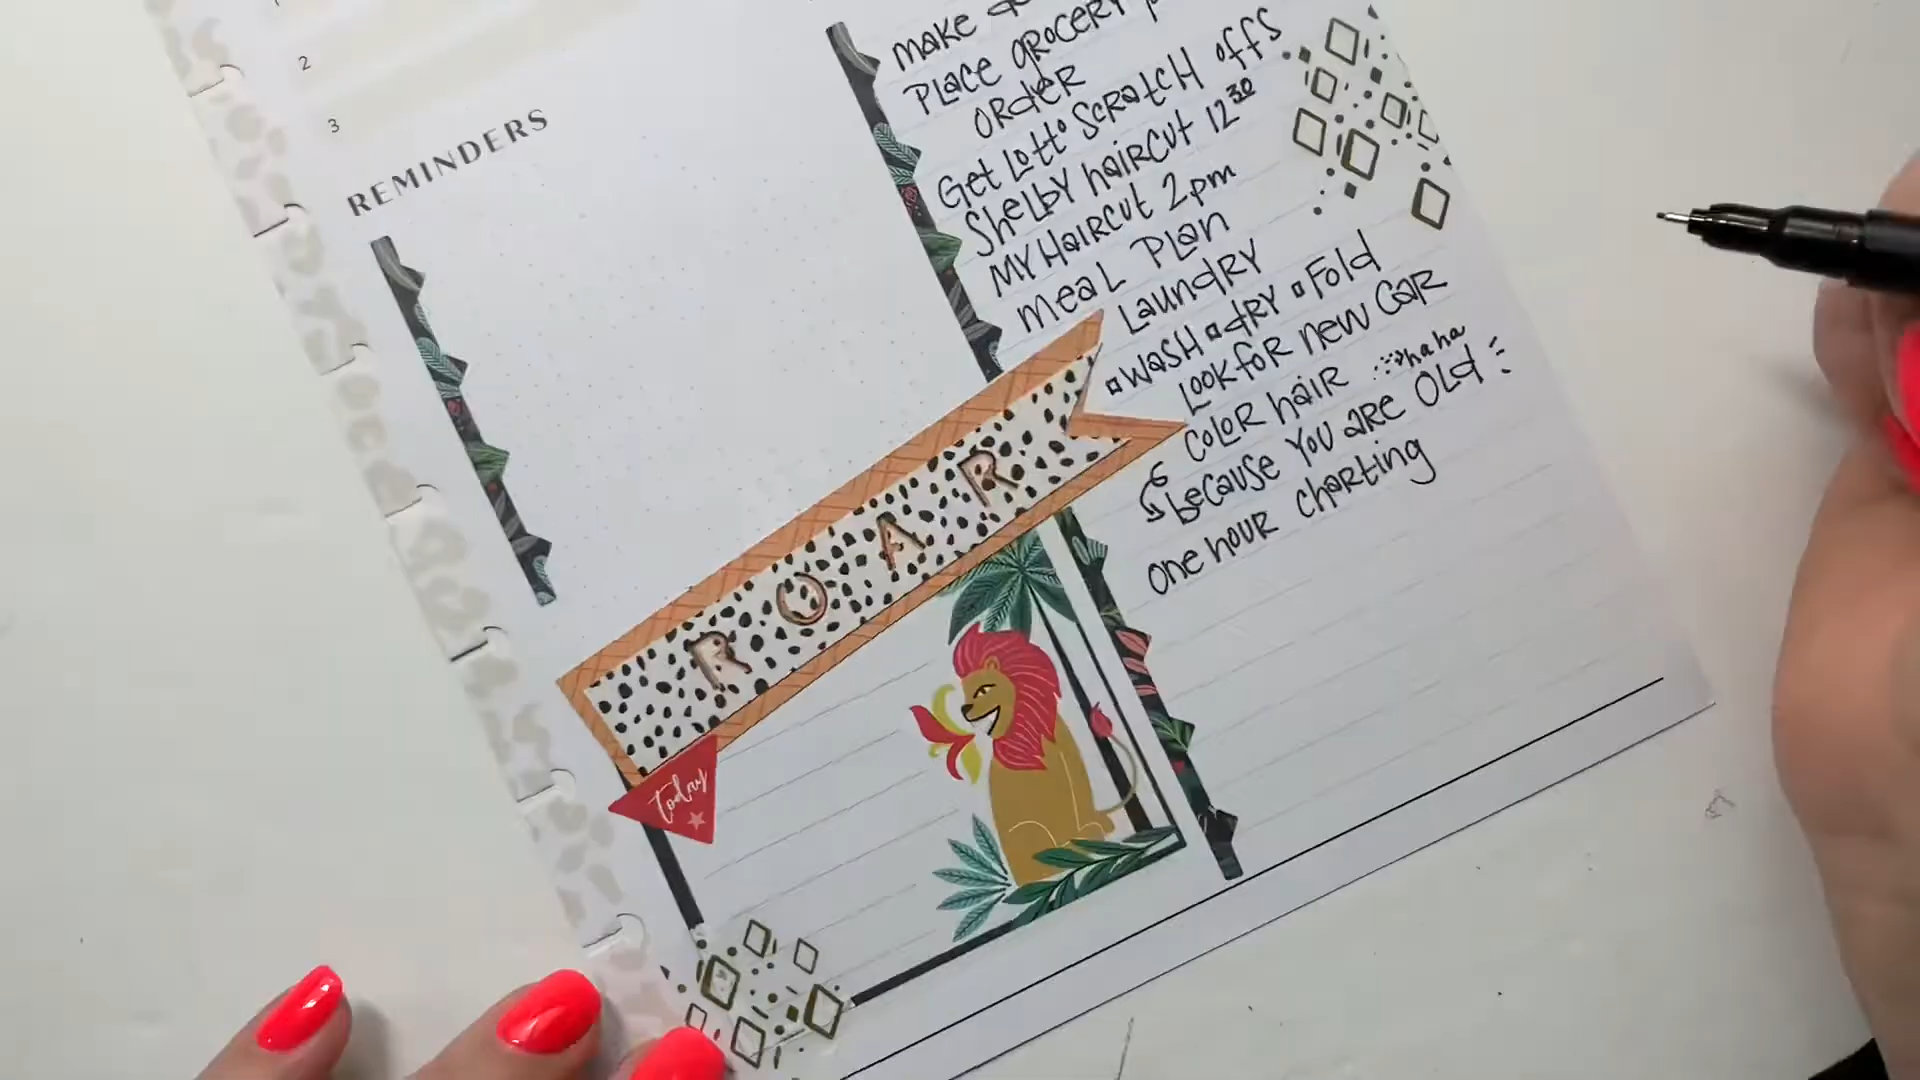 2
3
REMINDERS
make
Place grocery
order
Get Lotto Scratch offs
Shelby haircut 12 30
My Haircut 2pm
meal Plan
Laundry
wash dry Fold
Look for new car
color hair haha
because you are OLd
one hour charting
ROAR
today